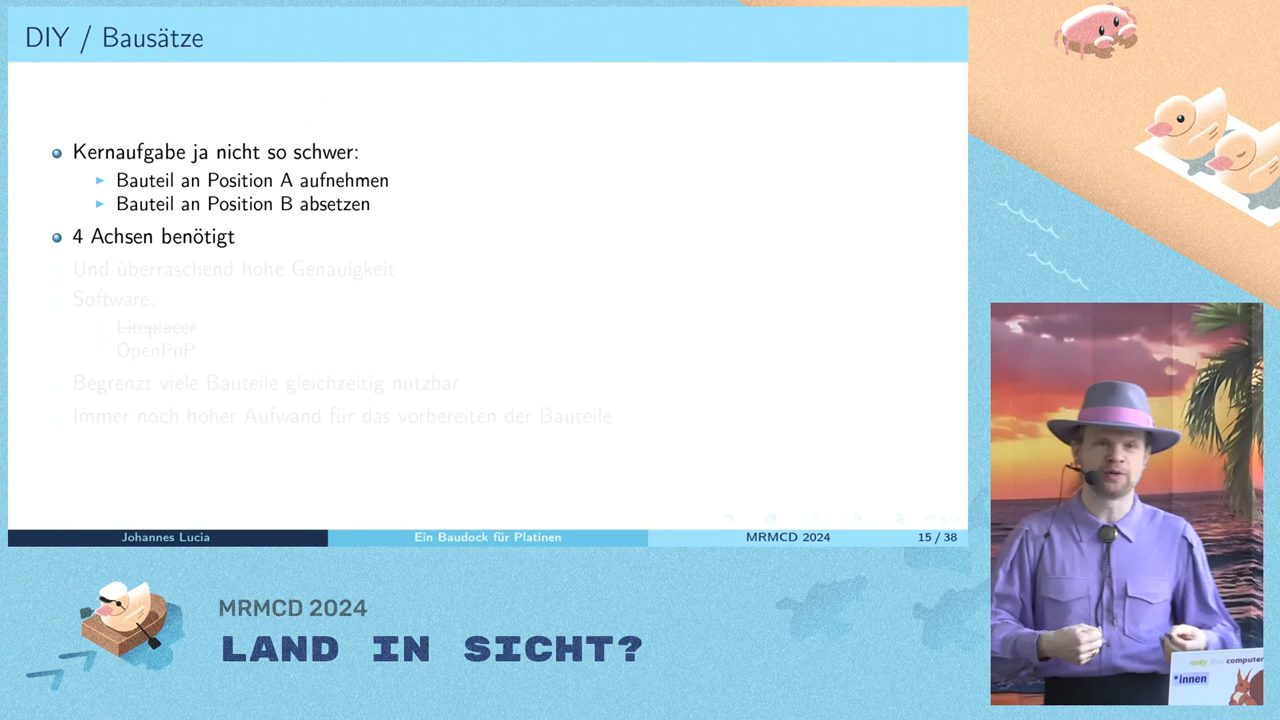 DIY / Bausätze
Kernaufgabe ja nicht so schwer:
Bauteil an Position A aufnehmen
Bauteil an Position B absetzen
4 Achsen benötigt
Und überraschend hohe Genauigkeit
Software:
Liteplacer
OpenPnP
Begrenzt viele Bauteile gleichzeitig nutzbar
Immer noch hoher Aufwand für das vorbereiten der Bauteile
Johannes Lucia
Ein Baudock für Platinen
MRMCD 2024
15 / 38
MRMCD 2024
LAND IN SICHT?
computer
*innen